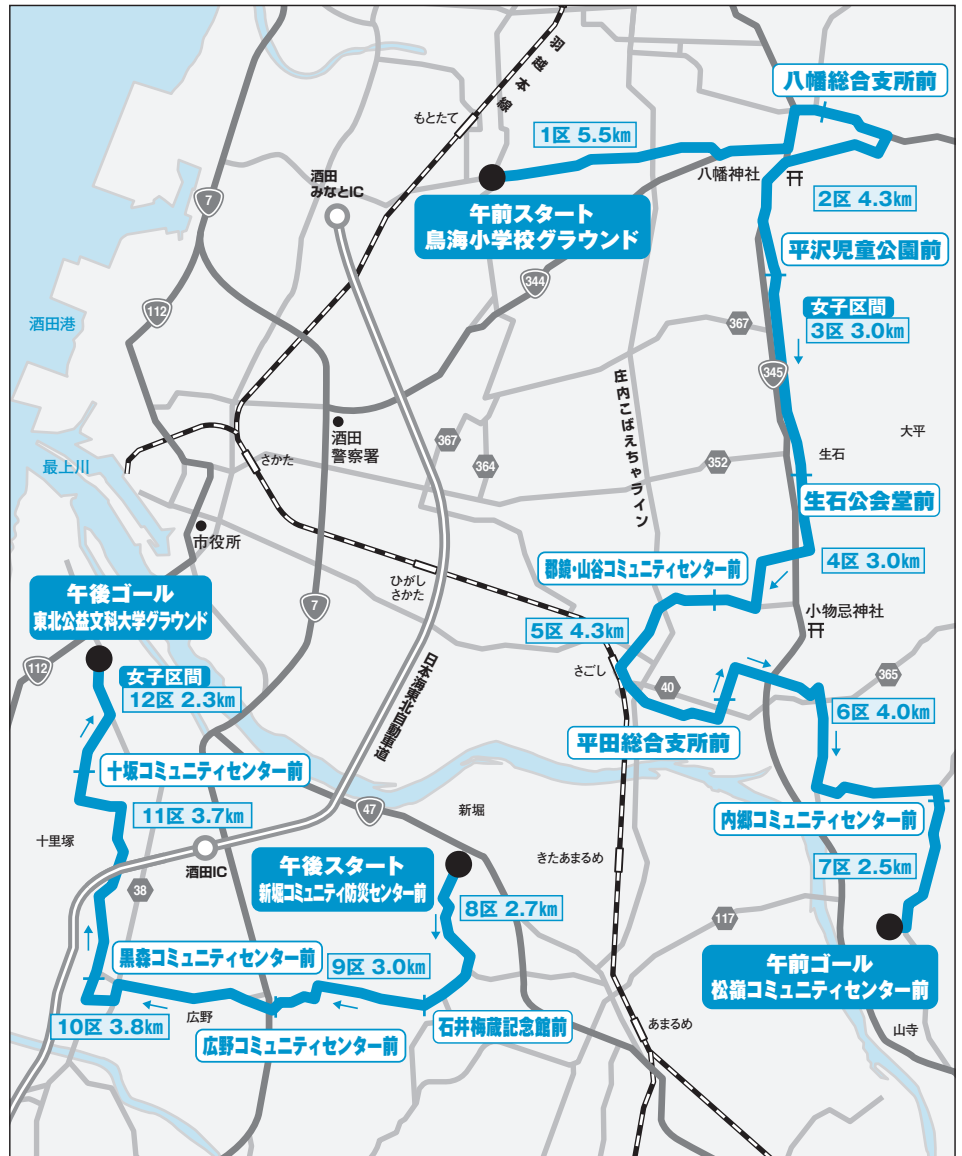 羽越本線
八幡総合支所前
もとたて
1区 5.5km
酒田
みなとIC
八幡神社
2区 4.3km
7
午前スタート
鳥海小学校グラウンド
平沢児童公園前
344
112
酒田港
女子区間
3区 3.0km
367
345
庄内こばえちゃライン
大平
酒田
警察署
367
364
352
生石
さかた
最上川
生石公会堂前
市役所
4区 3.0km
郡鏡・山谷コミュニティセンター前
ひがし
さかた
午後ゴール
東北公益文科大学グラウンド
7
小物忌神社
5区 4.3km
さごし
112
女子区間
12区 2.3km
日本海東北自動車道
40
365
6区 4.0km
平田総合支所前
十坂コミュニティセンター前
11区 3.7km
47
新堀
内郷コミュニティセンター前
十里塚
酒田IC
午後スタート
新堀コミュニティ防災センター前
きたあまるめ
7区 2.5km
38
8区 2.7km
117
黒森コミュニティセンター前
9区 3.0km
午前ゴール
松嶺コミュニティセンター前
10区 3.8km
広野
石井梅蔵記念館前
あまるめ
山寺
広野コミュニティセンター前